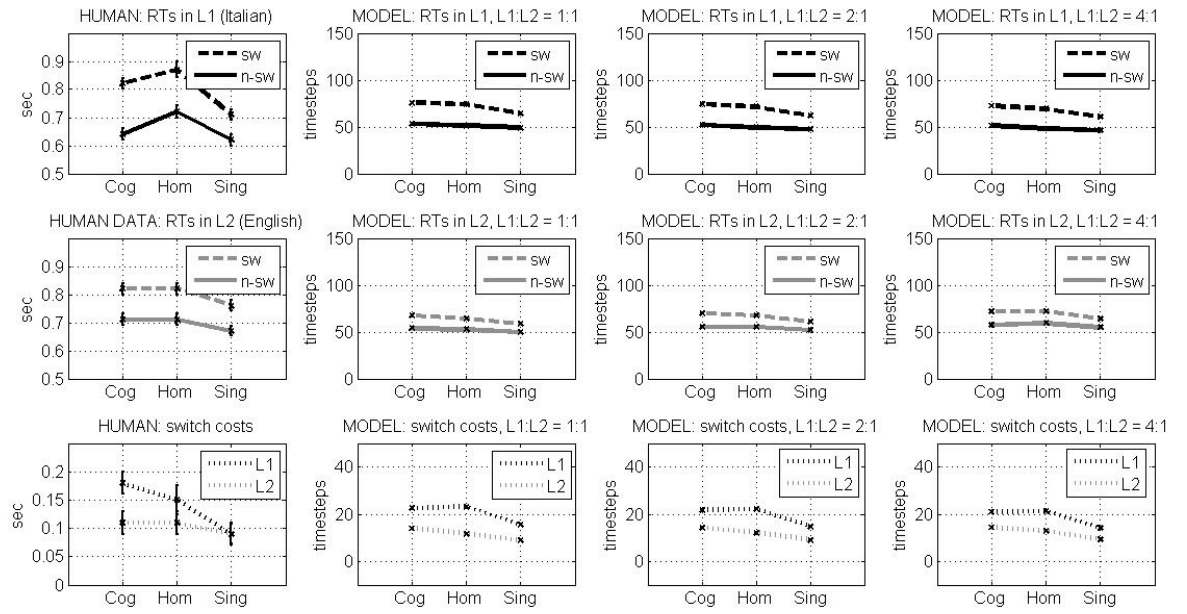 HUMAN: RTs in L1 (Italian)
MODEL: RTs in L1, L1:L2 = 1:1
MODEL: RTs in L1, L1:L2 = 2:1
MODEL: RTs in L1, L1:L2 = 4:1
sec
0.9
0.8
0.7
0.6
0.5
sw
n-sw
Cog Hom Sing
timesteps
150
100
50
0
sw
n-sw
Cog Hom Sing
timesteps
150
100
50
0
sw
n-sw
Cog Hom Sing
timesteps
150
100
50
0
sw
n-sw
Cog Hom Sing
HUMAN DATA: RTs in L2 (English)
MODEL: RTs in L2, L1:L2 = 1:1
MODEL: RTs in L2, L1:L2 = 2:1
MODEL: RTs in L2, L1:L2 = 4:1
sec
0.9
0.8
0.7
0.6
0.5
sw
n-sw
Cog Hom Sing
timesteps
150
100
50
0
sw
n-sw
Cog Hom Sing
timesteps
150
100
50
0
sw
n-sw
Cog Hom Sing
timesteps
150
100
50
0
sw
n-sw
Cog Hom Sing
HUMAN: switch costs
MODEL: switch costs, L1:L2 = 1:1
MODEL: switch costs, L1:L2 = 2:1
MODEL: switch costs, L1:L2 = 4:1
sec
0.2
0.15
0.1
0.05
0
L1
L2
Cog Hom Sing
timesteps
40
20
0
L1
L2
Cog Hom Sing
timesteps
40
20
0
L1
L2
Cog Hom Sing
timesteps
40
20
0
L1
L2
Cog Hom Sing